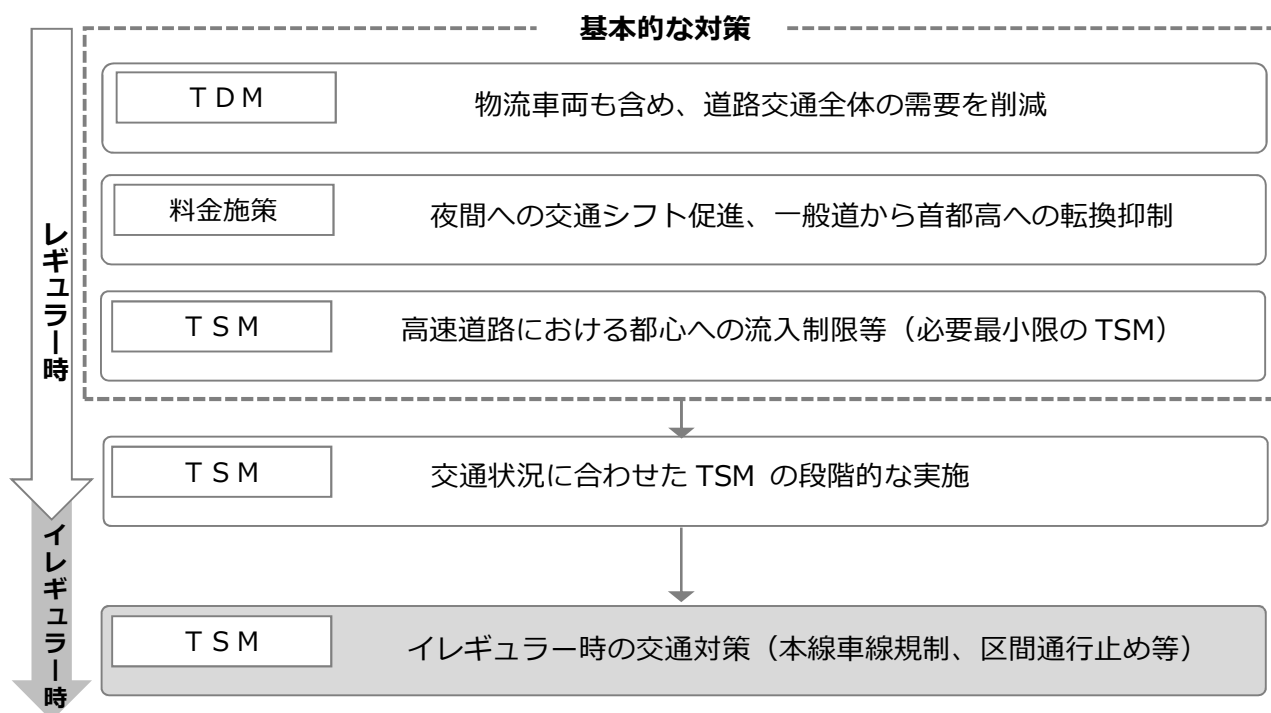 基本的な対策
TDM
物流車両も含め、道路交通全体の需要を削減
料金施策
夜間への交通シフト促進、一般道から首都高への転換抑制
TSM
高速道路における都心への流入制限等（必要最小限の TSM）
レギュラー時
TSM
交通状況に合わせた TSM の段階的な実施
イレギュラー時
TSM
イレギュラー時の交通対策（本線車線規制、区間通行止め等）